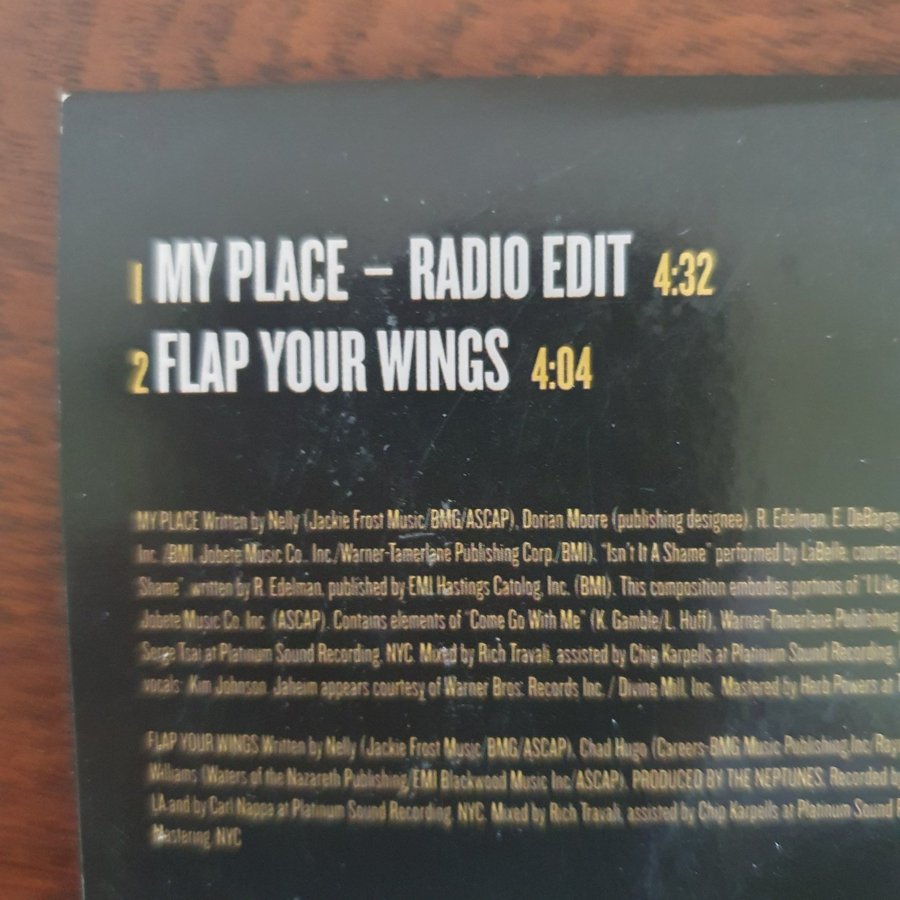 1 MY PLACE – RADIO EDIT 4:32
2 FLAP YOUR WINGS 4:04
MY PLACE Written by Nelly (Jackie Frost Music/BMG/ASCAP), Dorian Moore (publishing designee), R. Edelman, E. DeBarge
Inc./BMI, Jobete Music Co., Inc./Warner-Tamerlane Publishing Corp./BMI). "Isn't It A Shame" performed by LaBelle, courtesy
Shame", written by R. Edelman, published by EMI Hastings Catolog, Inc. (BMI). This composition embodies portions of "I Like
Jobete Music Co. Inc. (ASCAP). Contains elements of "Come Go With Me" (K. Gamble/L. Huff), Warner-Tamerlane Publishing
Serge Tsai at Platinum Sound Recording, NYC. Mixed by Rich Travali, assisted by Chip Karpells at Platinum Sound Recording,
vocals: Kim Johnson. Jaheim appears courtesy of Warner Bros. Records Inc. / Divine Mill, Inc. Mastered by Herb Powers at
FLAP YOUR WINGS Written by Nelly (Jackie Frost Music/BMG/ASCAP), Chad Hugo (Careers-BMG Music Publishing,Inc/Ray
Williams (Waters of the Nazareth Publishing, EMI Blackwood Music Inc/ASCAP). PRODUCED BY THE NEPTUNES. Recorded by
LA and by Carl Nappa at Platinum Sound Recording, NYC. Mixed by Rich Travali, assisted by Chip Karpells at Platinum Sound
Mastering, NYC